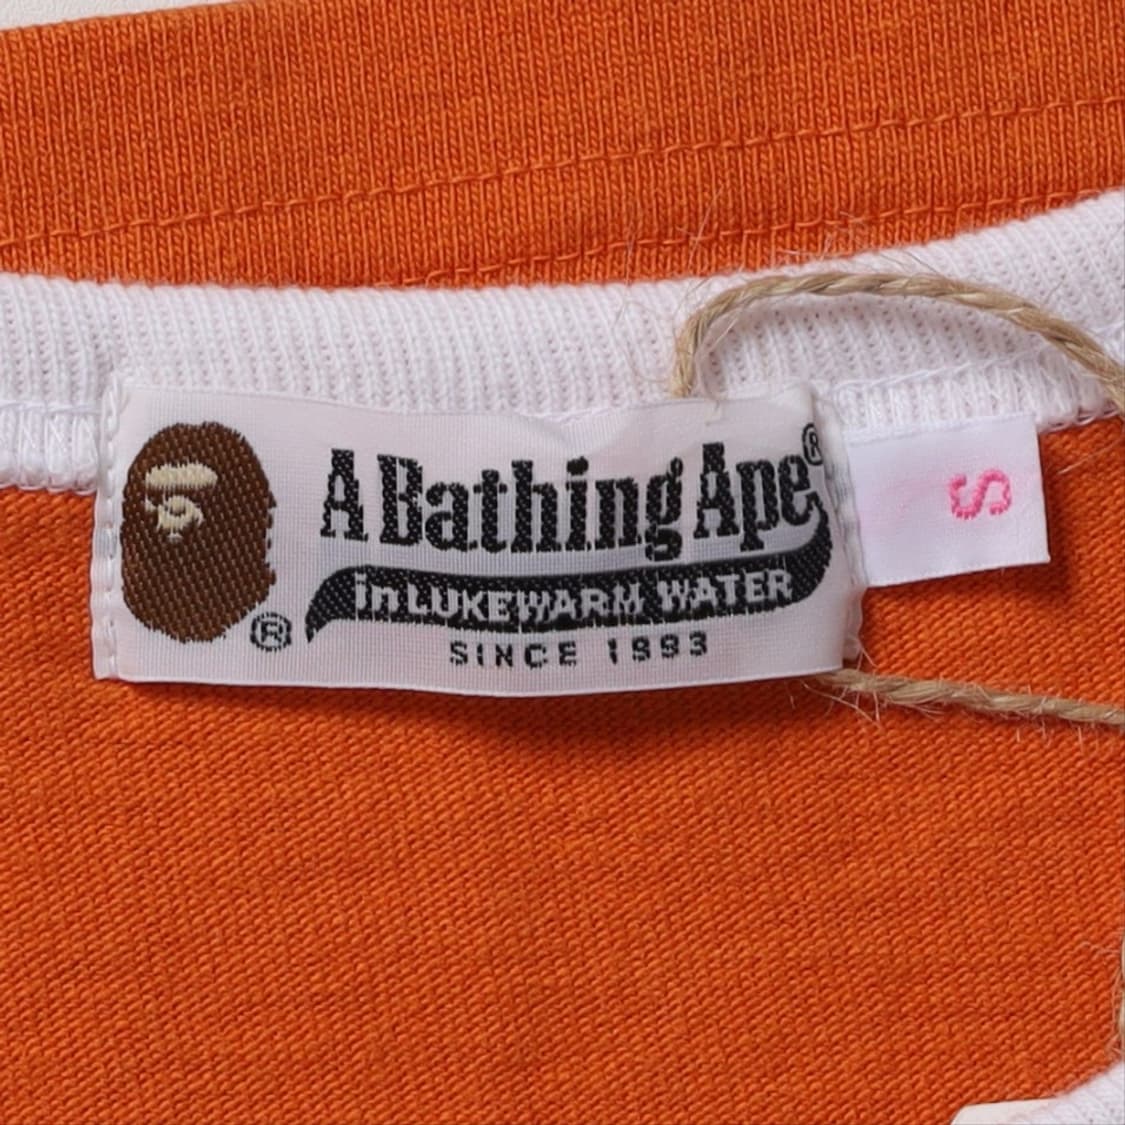 A Bathing Ape®
in LUKEWARM WATER
®
SINCE 1993
S